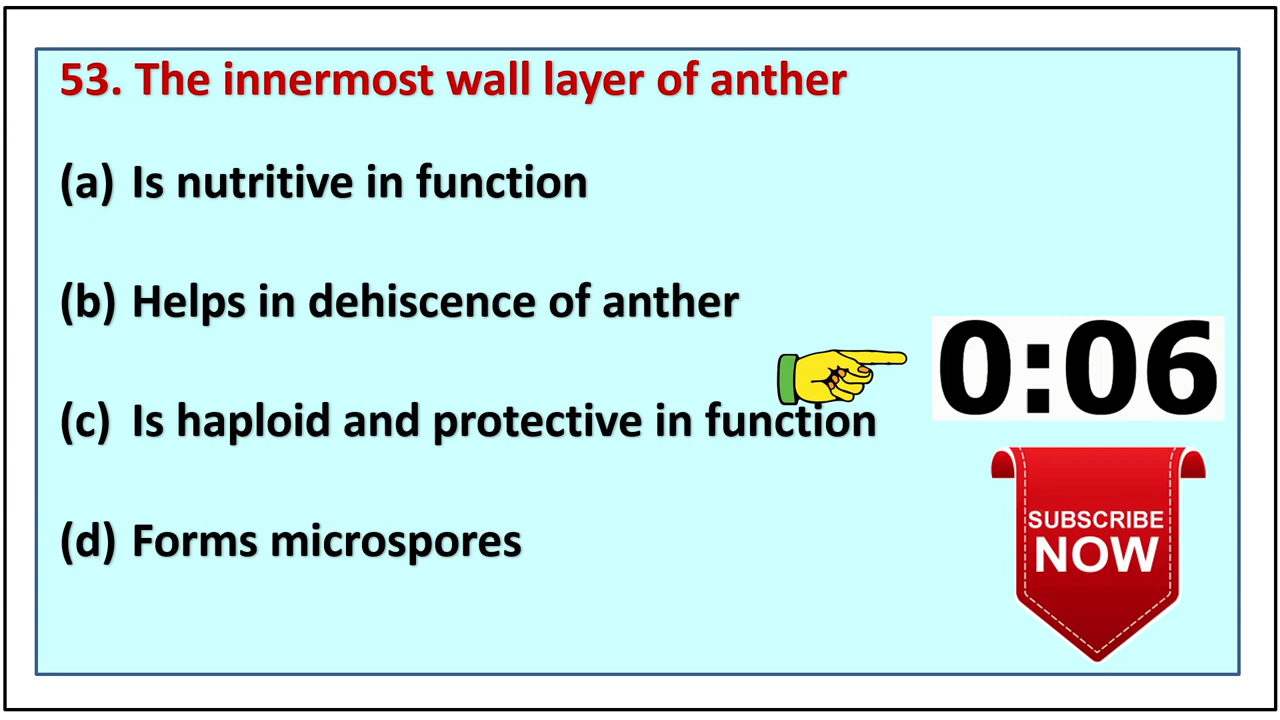 53. The innermost wall layer of anther
(a) Is nutritive in function
(b) Helps in dehiscence of anther
0:06
(c) Is haploid and protective in function
SUBSCRIBE
NOW
(d) Forms microspores